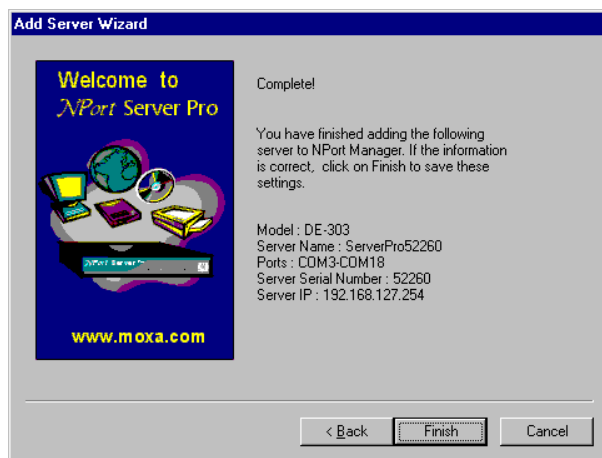 Add Server Wizard
Welcome to
NPort Server Pro
www.moxa.com
Complete!
You have finished adding the following
server to NPort Manager. If the information
is correct, click on Finish to save these
settings.
Model : DE-303
Server Name : ServerPro52260
Ports : COM3-COM18
Server Serial Number : 52260
Server IP : 192.168.127.254
< Back
Finish
Cancel